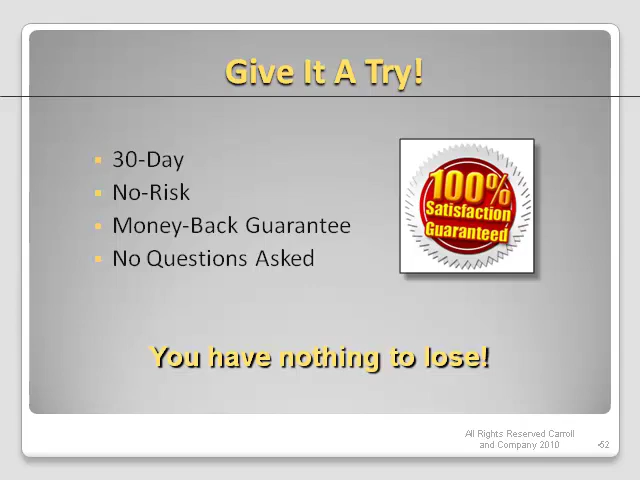 Give It A Try!
30-Day
No-Risk
Money-Back Guarantee
No Questions Asked
100%
Satisfaction
Guaranteed
You have nothing to lose!
All Rights Reserved Carroll
and Company 2010
52